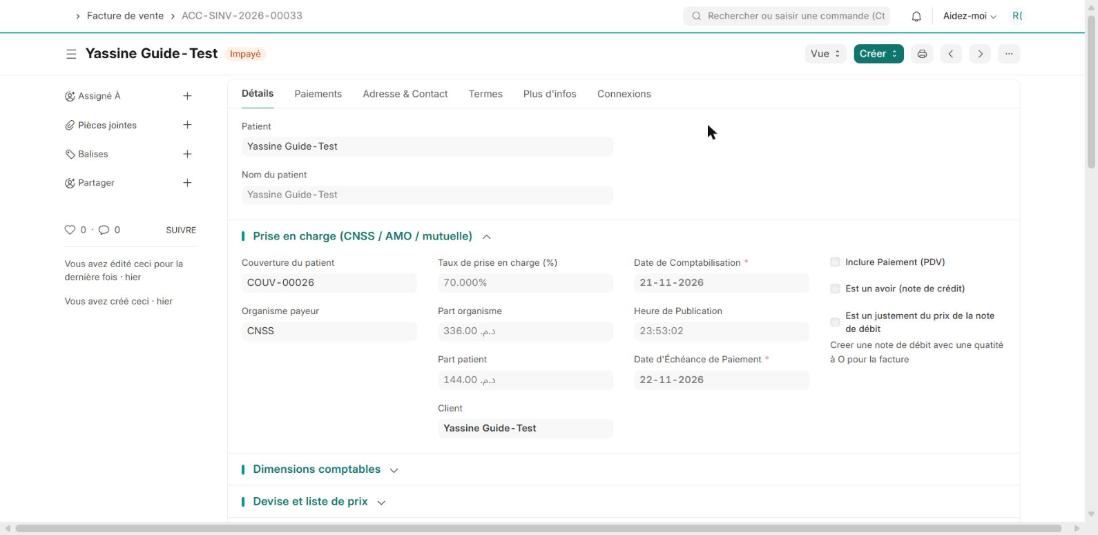 Facture de vente
ACC-SINV-2026-00033
Rechercher ou saisir une commande (Ct
Aidez-moi
R(
Yassine Guide-Test
Impayé
Vue
Créer
Assigné À
Pièces jointes
Balises
Partager
0 · 0
SUIVRE
Vous avez édité ceci pour la
dernière fois · hier
Vous avez créé ceci · hier
Détails
Paiements
Adresse & Contact
Termes
Plus d'infos
Connexions
Patient
Yassine Guide-Test
Nom du patient
Yassine Guide-Test
Prise en charge (CNSS / AMO / mutuelle)
Couverture du patient
COUV-00026
Organisme payeur
CNSS
Taux de prise en charge (%)
70.000%
Part organisme
336.00 د.م.
Part patient
144.00 د.م.
Client
Yassine Guide-Test
Date de Comptabilisation *
21-11-2026
Heure de Publication
23:53:02
Date d'Échéance de Paiement *
22-11-2026
Inclure Paiement (PDV)
Est un avoir (note de crédit)
Est un justement du prix de la note
de débit
Creer une note de débit avec une quatité
à O pour la facture
Dimensions comptables
Devise et liste de prix